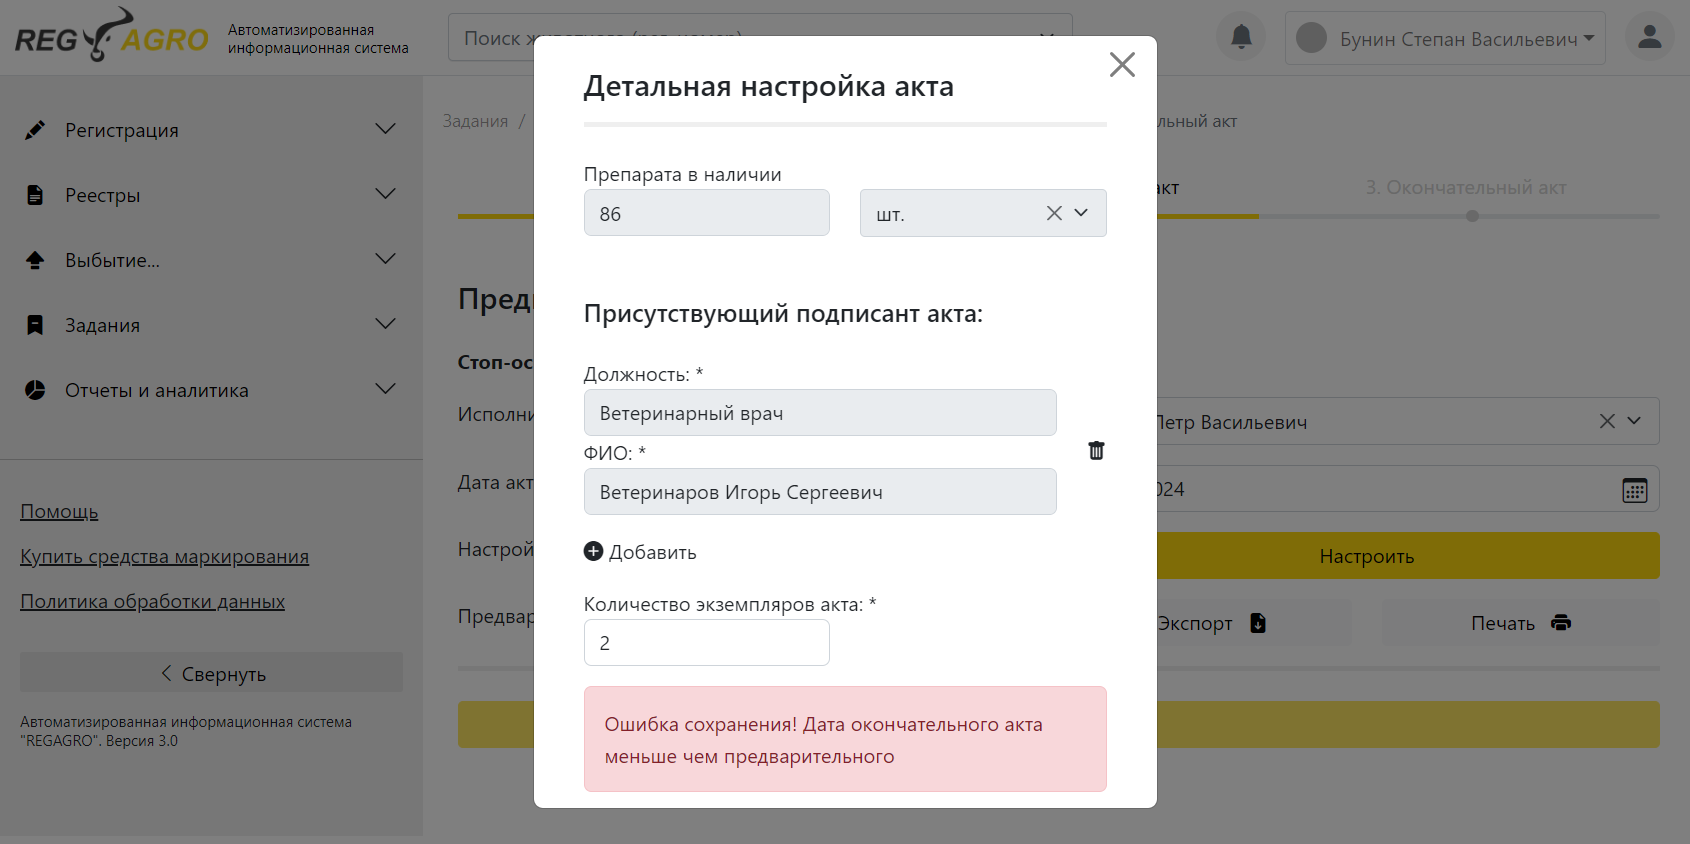 REG AGRO
Автоматизированная
информационная система
Бунин Степан Васильевич
Регистрация
Реестры
Выбытие...
Задания
Отчеты и аналитика
Помощь
Купить средства маркирования
Политика обработки данных
Свернуть
Автоматизированная информационная система
"REGAGRO". Версия 3.0
Поиск
Задания /
льный акт
акт
3. Окончательный акт
Пред
Стоп-ос
Исполни
Петр Васильевич
Дата акт
024
Настрой
Настроить
Предвар
Экспорт
Печать
Детальная настройка акта
Препарата в наличии
86
шт.
Присутствующий подписант акта:
Должность: *
Ветеринарный врач
ФИО: *
Ветеринаров Игорь Сергеевич
Добавить
Количество экземпляров акта: *
2
Ошибка сохранения! Дата окончательного акта
меньше чем предварительного